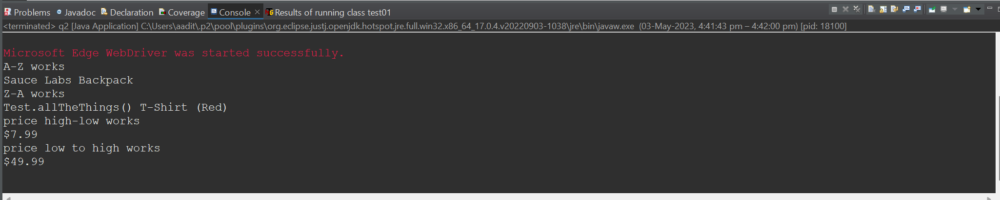 Problems Javadoc Declaration Coverage Console Results of running class test01
<terminated> q2 [Java Application] C:\Users\aadit\.p2\pool\plugins\org.eclipse.justj.openjdk.hotspot.jre.full.win32.x86_64_17.0.4.v20220903-1038\jre\bin\javaw.exe (03-May-2023, 4:41:43 pm – 4:42:00 pm) [pid: 18100]
Microsoft Edge WebDriver was started successfully.
A-Z works
Sauce Labs Backpack
Z-A works
Test.allTheThings() T-Shirt (Red)
price high-low works
$7.99
price low to high works
$49.99